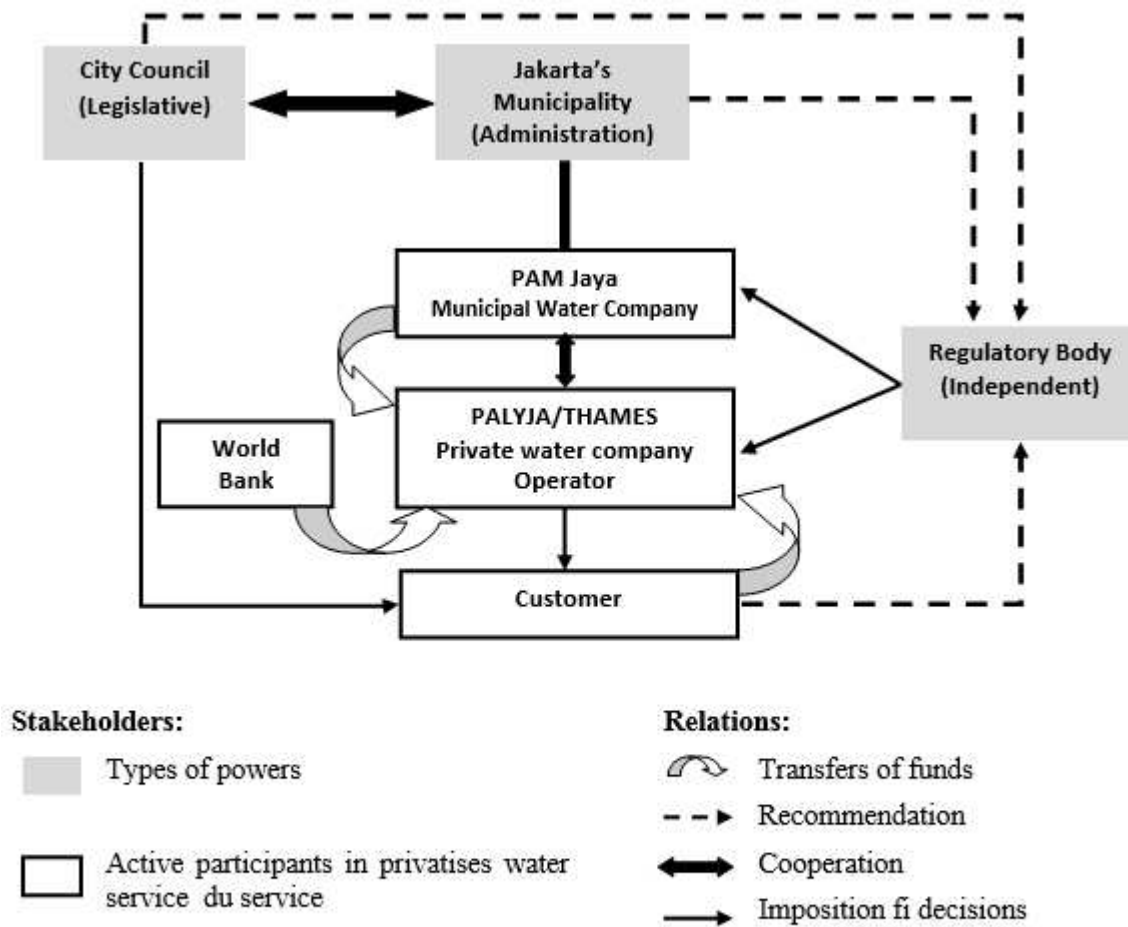 City Council
(Legislative)
Jakarta's
Municipality
(Administration)
PAM Jaya
Municipal Water Company
Regulatory Body
(Independent)
PALYJA/THAMES
Private water company
Operator
World
Bank
Customer
Stakeholders:
Types of powers
Active participants in privatises water
service du service
Relations:
Transfers of funds
Recommendation
Cooperation
Imposition fi decisions